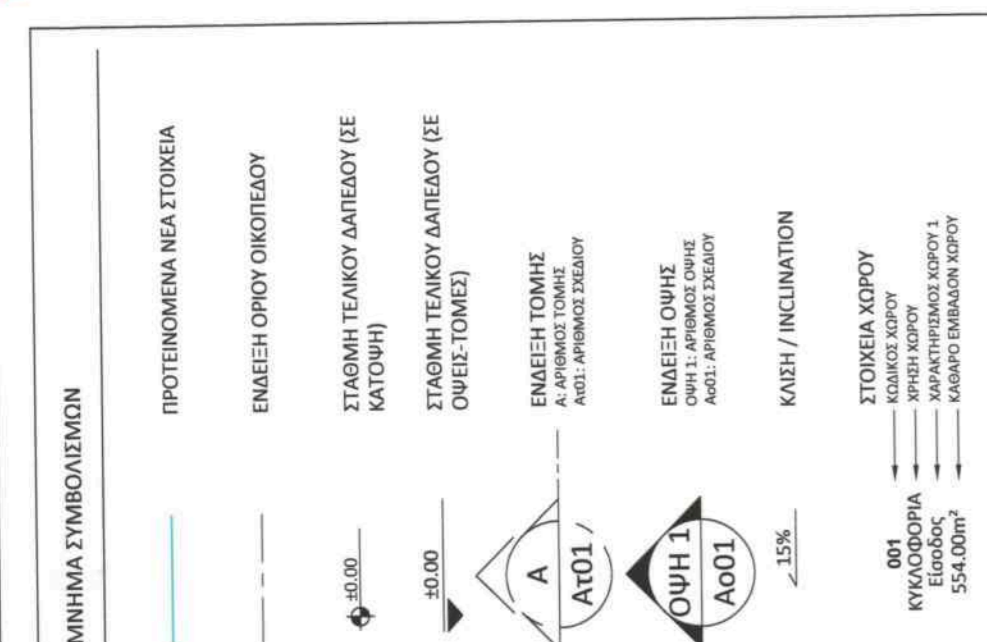 ΜΝΗΜΑ ΣΥΜΒΟΛΙΣΜΩΝ
ΠΡΟΤΕΙΝΟΜΕΝΑ ΝΕΑ ΣΤΟΙΧΕΙΑ
ΕΝΔΕΙΞΗ ΟΡΙΟΥ ΟΙΚΟΠΕΔΟΥ
±0.00
ΣΤΑΘΜΗ ΤΕΛΙΚΟΥ ΔΑΠΕΔΟΥ (ΣΕ
ΚΑΤΟΨΗ)
±0.00
ΣΤΑΘΜΗ ΤΕΛΙΚΟΥ ΔΑΠΕΔΟΥ (ΣΕ
ΟΨΕΙΣ-ΤΟΜΕΣ)
A
Ατ01
ΕΝΔΕΙΞΗ ΤΟΜΗΣ
Α: ΑΡΙΘΜΟΣ ΤΟΜΗΣ
Ατ01: ΑΡΙΘΜΟΣ ΣΧΕΔΙΟΥ
ΟΨΗ 1
Αο01
ΕΝΔΕΙΞΗ ΟΨΗΣ
ΟΨΗ 1: ΑΡΙΘΜΟΣ ΟΨΗΣ
Αο01: ΑΡΙΘΜΟΣ ΣΧΕΔΙΟΥ
15%
ΚΛΙΣΗ / INCLINATION
ΣΤΟΙΧΕΙΑ ΧΩΡΟΥ
001
ΚΩΔΙΚΟΣ ΧΩΡΟΥ
ΚΥΚΛΟΦΟΡΙΑ
ΧΡΗΣΗ ΧΩΡΟΥ
Είσοδος
ΧΑΡΑΚΤΗΡΙΣΜΟΣ ΧΩΡΟΥ 1
554.00m²
ΚΑΘΑΡΟ ΕΜΒΑΔΟΝ ΧΩΡΟΥ